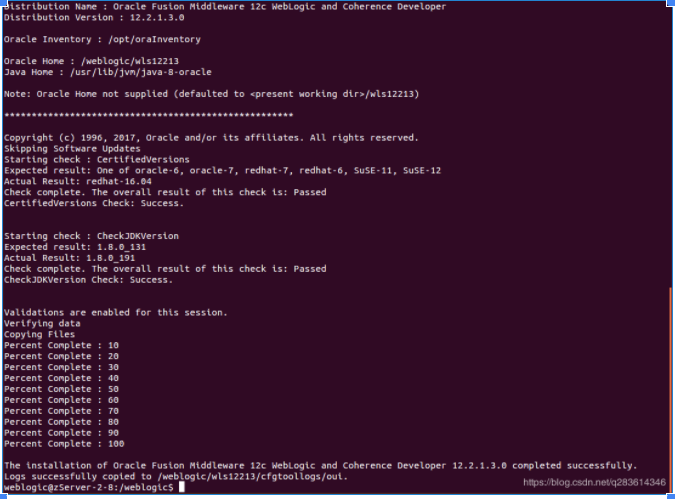 Distribution Name : Oracle Fusion Middleware 12c WebLogic and Coherence Developer
Distribution Version : 12.2.1.3.0
Oracle Inventory : /opt/oraInventory
Oracle Home : /weblogic/wls12213
Java Home : /usr/lib/jvm/java-8-oracle
Note: Oracle Home not supplied (defaulted to <present working dir>/wls12213)
*****************************************************
Copyright (c) 1996, 2017, Oracle and/or its affiliates. All rights reserved.
Skipping Software Updates
Starting check : CertifiedVersions
Expected result: One of oracle-6, oracle-7, redhat-7, redhat-6, SuSE-11, SuSE-12
Actual Result: redhat-16.04
Check complete. The overall result of this check is: Passed
CertifiedVersions Check: Success.
Starting check : CheckJDKVersion
Expected result: 1.8.0_131
Actual Result: 1.8.0_191
Check complete. The overall result of this check is: Passed
CheckJDKVersion Check: Success.
Validations are enabled for this session.
Verifying data
Copying Files
Percent Complete : 10
Percent Complete : 20
Percent Complete : 30
Percent Complete : 40
Percent Complete : 50
Percent Complete : 60
Percent Complete : 70
Percent Complete : 80
Percent Complete : 90
Percent Complete : 100
The installation of Oracle Fusion Middleware 12c WebLogic and Coherence Developer 12.2.1.3.0 completed successfully.
Logs successfully copied to /weblogic/wls12213/cfgtoollogs/oui.
weblogic@zServer-2-8:/weblogic$
https://blog.csdn.net/q283614346